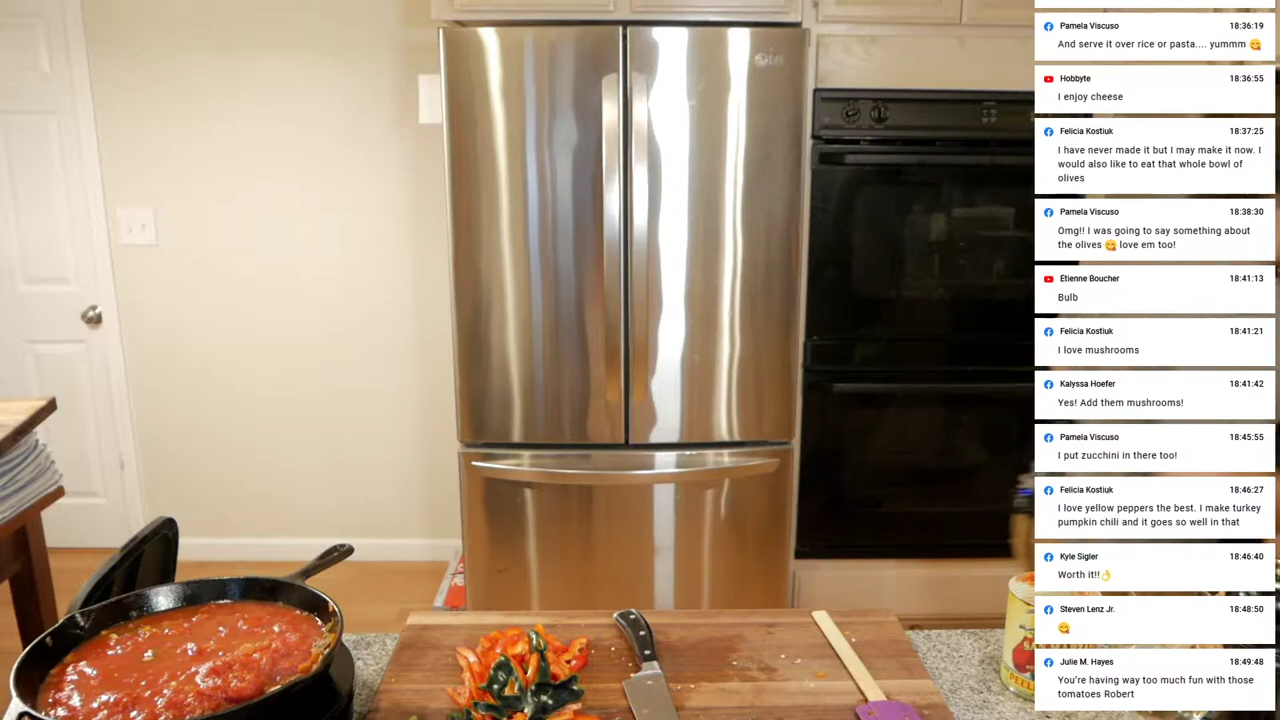 Pamela Viscuso 18:36:19
And serve it over rice or pasta.... yummm 😋
Hobbyte 18:36:55
I enjoy cheese
Felicia Kostiuk 18:37:25
I have never made it but I may make it now. I
would also like to eat that whole bowl of
olives
Pamela Viscuso 18:38:30
Omg!! I was going to say something about
the olives 😋 love em too!
Étienne Boucher 18:41:13
Bulb
Felicia Kostiuk 18:41:21
I love mushrooms
Kalyssa Hoefer 18:41:42
Yes! Add them mushrooms!
Pamela Viscuso 18:45:55
I put zucchini in there too!
Felicia Kostiuk 18:46:27
I love yellow peppers the best. I make turkey
pumpkin chili and it goes so well in that
Kyle Sigler 18:46:40
Worth it!!👌
Steven Lenz Jr. 18:48:50
😋
Julie M. Hayes 18:49:48
You're having way too much fun with those
tomatoes Robert